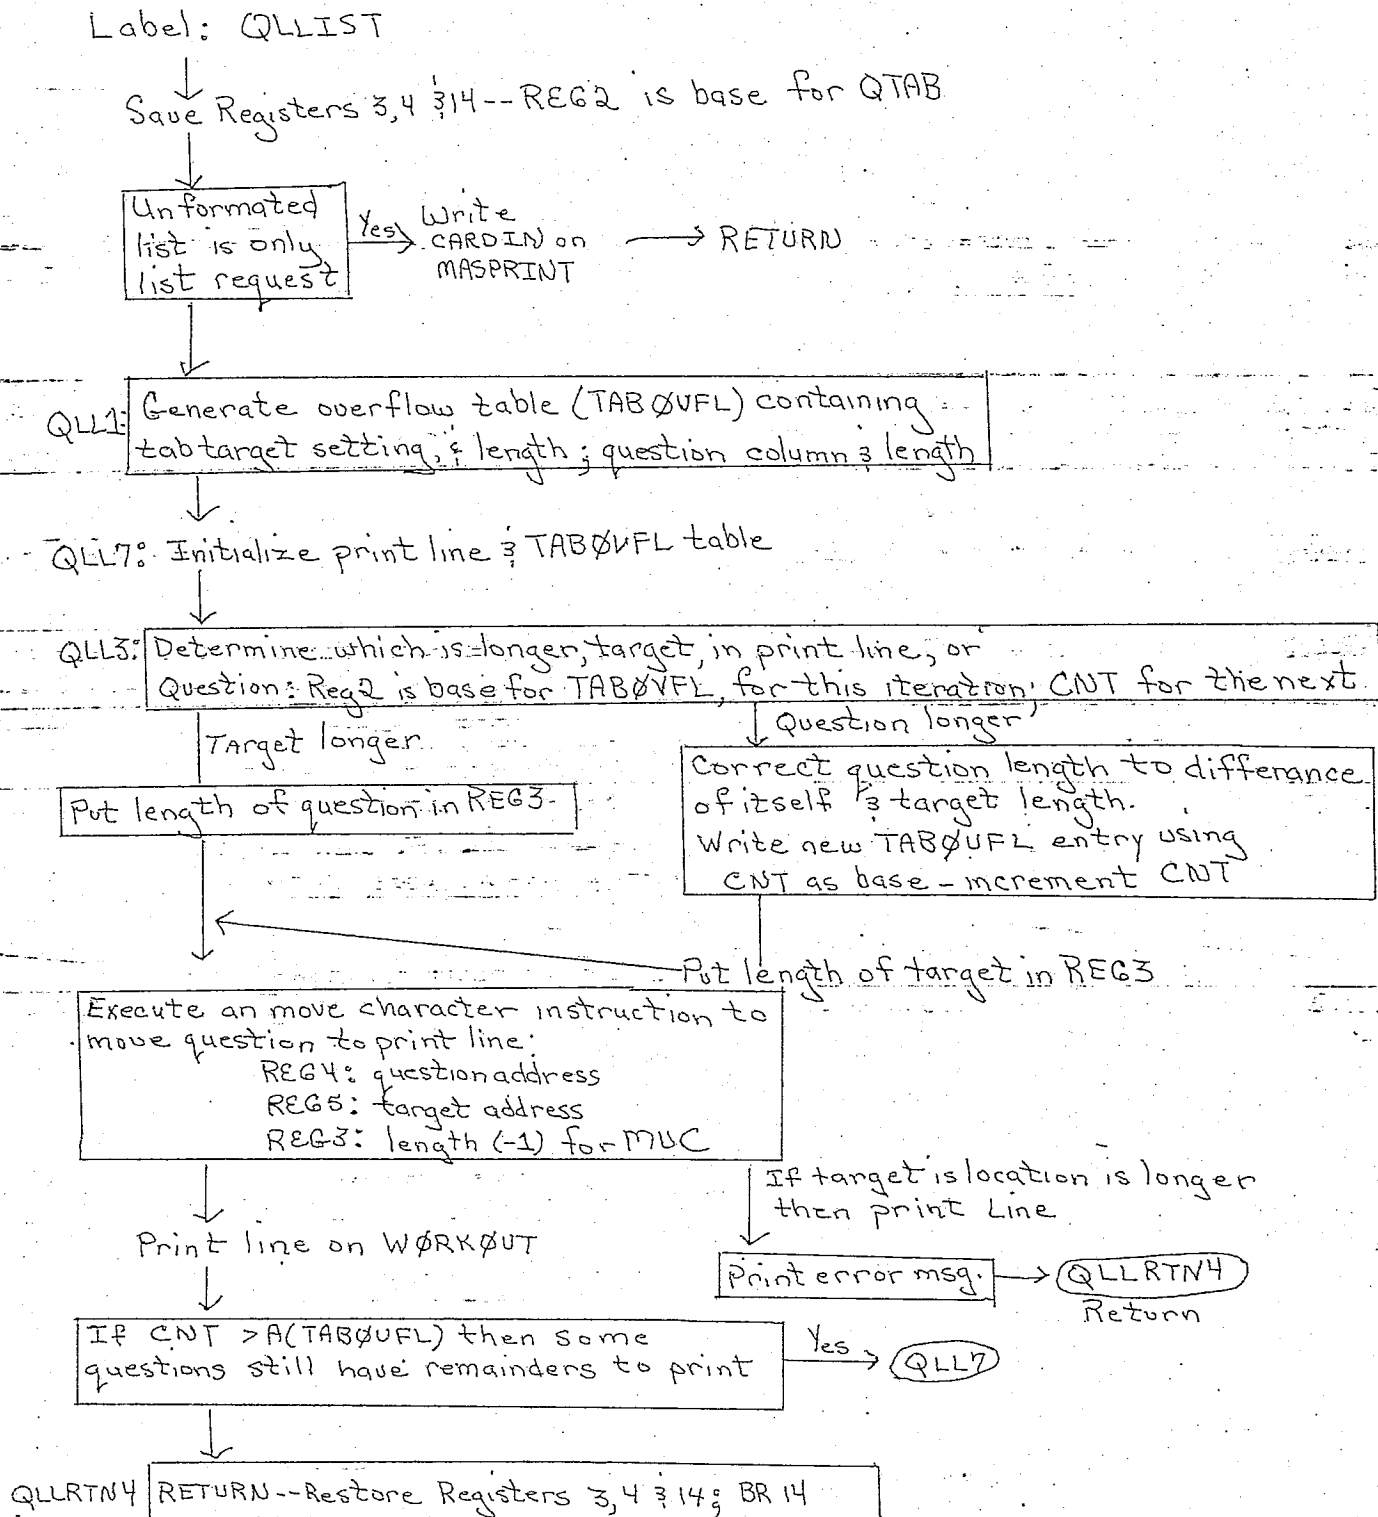 Label: QLLIST
Save Registers 3,4 & 14--REG2 is base for QTAB
Unformated
list is only
list request
Yes
Write
CARDIN on
MASPRINT
RETURN
QLL1:
Generate overflow table (TABØVFL) containing
tab target setting, & length; question column & length
QLL7: Initialize print line & TABØVFL table
QLL3:
Determine which is longer, target, in print line, or
Question: Reg2 is base for TABØVFL, for this iteration; CNT for the next
Target longer
Question longer
Put length of question in REG3.
Correct question length to differance
of itself & target length.
Write new TABØVFL entry using
CNT as base - increment CNT
Put length of target in REG3
Execute an move character instruction to
move question to print line:
REG4: question address
REG5: target address
REG3: length (-1) for MVC
If target is location is longer
then print Line
Print line on WØRKØUT
Print error msg.
QLLRTN4
Return
If CNT >A(TABØVFL) then some
questions still have remainders to print
Yes
QLL7
QLLRTN4
RETURN--Restore Registers 3,4 & 14; BR 14